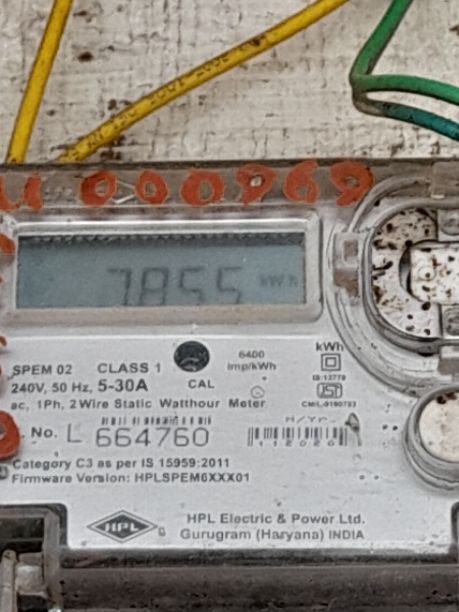 U 000969
7855 kWh
SPEM 02 CLASS 1 6400 imp/kWh kWh
240V, 50 Hz, 5-30A CAL IS:13779
ac, 1Ph, 2 Wire Static Watthour Meter
No. L 664760
Category C3 as per IS 15959:2011
Firmware Version: HPLSPEM6XXX01
HPL
HPL Electric & Power Ltd.
Gurugram (Haryana) INDIA